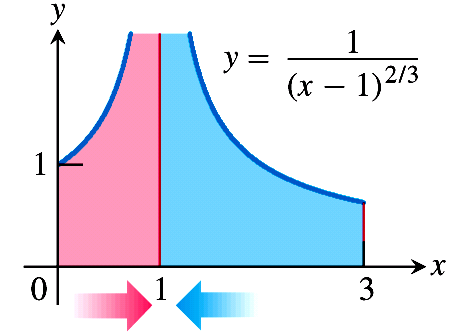 y
y = 1/(x − 1)^{2/3}
1
x
0 1 3